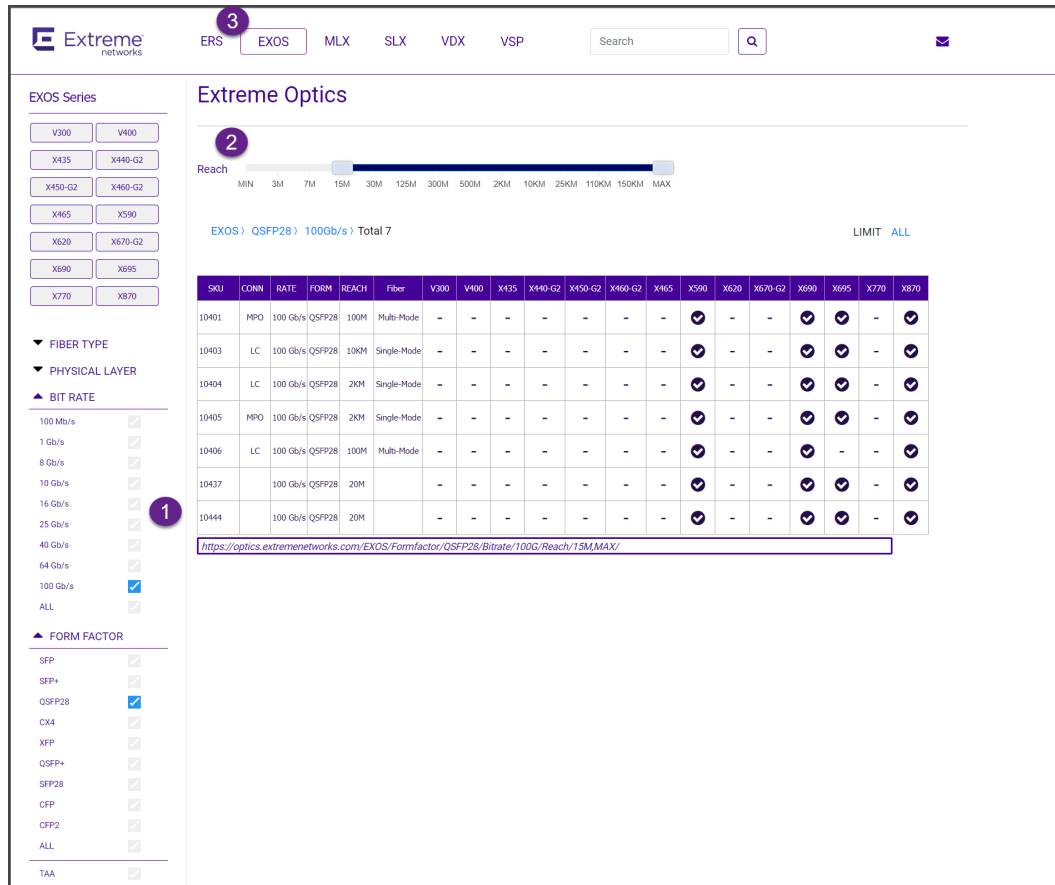 3
Extreme networks
ERS EXOS MLX SLX VDX VSP Search
EXOS Series
V300 V400
X435 X440-G2
X450-G2 X460-G2
X465 X590
X620 X670-G2
X690 X695
X770 X870
FIBER TYPE
PHYSICAL LAYER
BIT RATE
100 Mb/s
1 Gb/s
8 Gb/s
10 Gb/s
16 Gb/s
1
25 Gb/s
40 Gb/s
64 Gb/s
100 Gb/s
ALL
FORM FACTOR
SFP
SFP+
QSFP28
CX4
XFP
QSFP+
SFP28
CFP
CFP2
ALL
TAA
Extreme Optics
2
Reach
MIN 3M 7M 15M 30M 125M 300M 500M 2KM 10KM 25KM 110KM 150KM MAX
EXOS 〉 QSFP28 〉 100Gb/s 〉 Total 7 LIMIT ALL
SKU CONN RATE FORM REACH Fiber V300 V400 X435 X440-G2 X450-G2 X460-G2 X465 X590 X620 X670-G2 X690 X695 X770 X870
10401 MPO 100 Gb/s QSFP28 100M Multi-Mode - - - - - - - ✓ - - ✓ ✓ - ✓
10403 LC 100 Gb/s QSFP28 10KM Single-Mode - - - - - - - ✓ - - ✓ ✓ - ✓
10404 LC 100 Gb/s QSFP28 2KM Single-Mode - - - - - - - ✓ - - ✓ ✓ - ✓
10405 MPO 100 Gb/s QSFP28 2KM Single-Mode - - - - - - - ✓ - - ✓ ✓ - ✓
10406 LC 100 Gb/s QSFP28 100M Multi-Mode - - - - - - - ✓ - - ✓ - - ✓
10437 100 Gb/s QSFP28 20M - - - - - - - ✓ - - ✓ ✓ - ✓
10444 100 Gb/s QSFP28 20M - - - - - - - ✓ - - ✓ ✓ - ✓
https://optics.extremenetworks.com/EXOS/Formfactor/QSFP28/Bitrate/100G/Reach/15M,MAX/